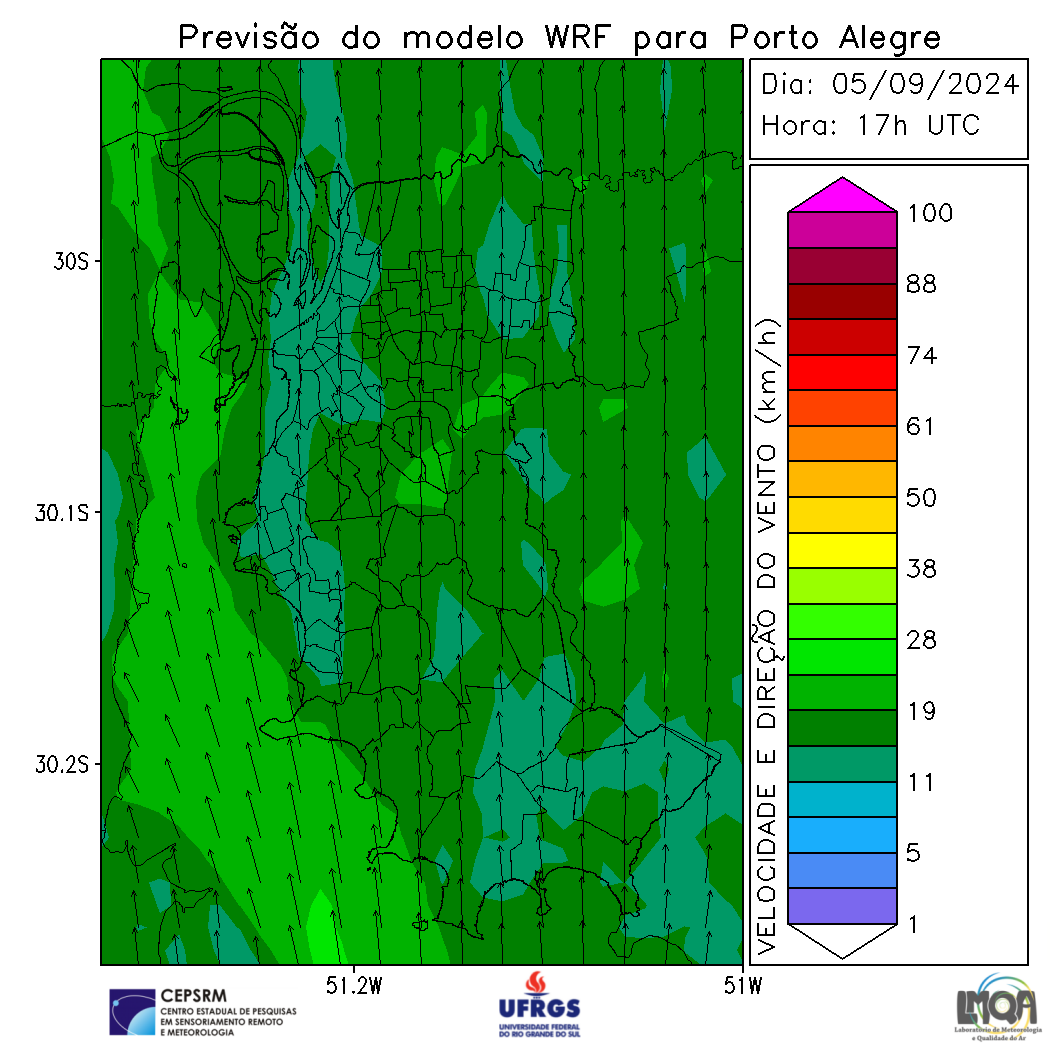 Previsão do modelo WRF para Porto Alegre
Dia: 05/09/2024
Hora: 17h UTC
30S
30.1S
30.2S
51.2W
51W
VELOCIDADE E DIREÇÃO DO VENTO (km/h)
100
88
74
61
50
38
28
19
11
5
1
CEPSRM
CENTRO ESTADUAL DE PESQUISAS
EM SENSORIAMENTO REMOTO
E METEOROLOGIA
UFRGS
UNIVERSIDADE FEDERAL
DO RIO GRANDE DO SUL
LMQA
Laboratório de Meteorologia
e Qualidade do Ar